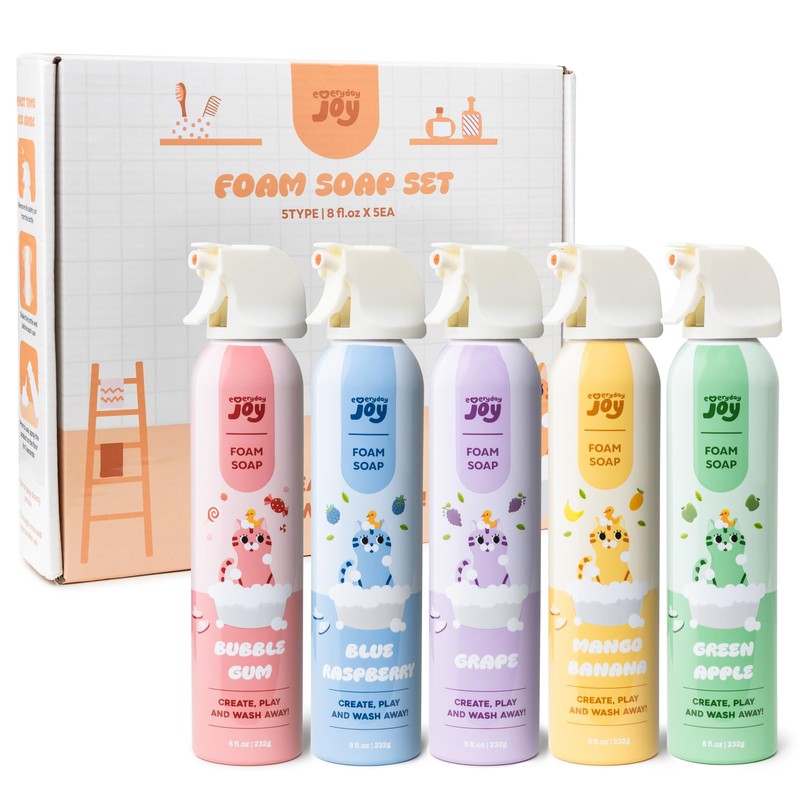 everyday
JOY
FOAM SOAP SET
5TYPE | 8 fl.oz X 5EA
everyday
JOY
FOAM
SOAP
BUBBLE
GUM
CREATE, PLAY
AND WASH AWAY!
8 fl.oz | 232g
everyday
JOY
FOAM
SOAP
BLUE
RASPBERRY
CREATE, PLAY
AND WASH AWAY!
8 fl.oz | 232g
everyday
JOY
FOAM
SOAP
GRAPE
CREATE, PLAY
AND WASH AWAY!
8 fl.oz | 232g
everyday
JOY
FOAM
SOAP
MANGO
BANANA
CREATE, PLAY
AND WASH AWAY!
8 fl.oz | 232g
everyday
JOY
FOAM
SOAP
GREEN
APPLE
CREATE, PLAY
AND WASH AWAY!
8 fl.oz | 232g